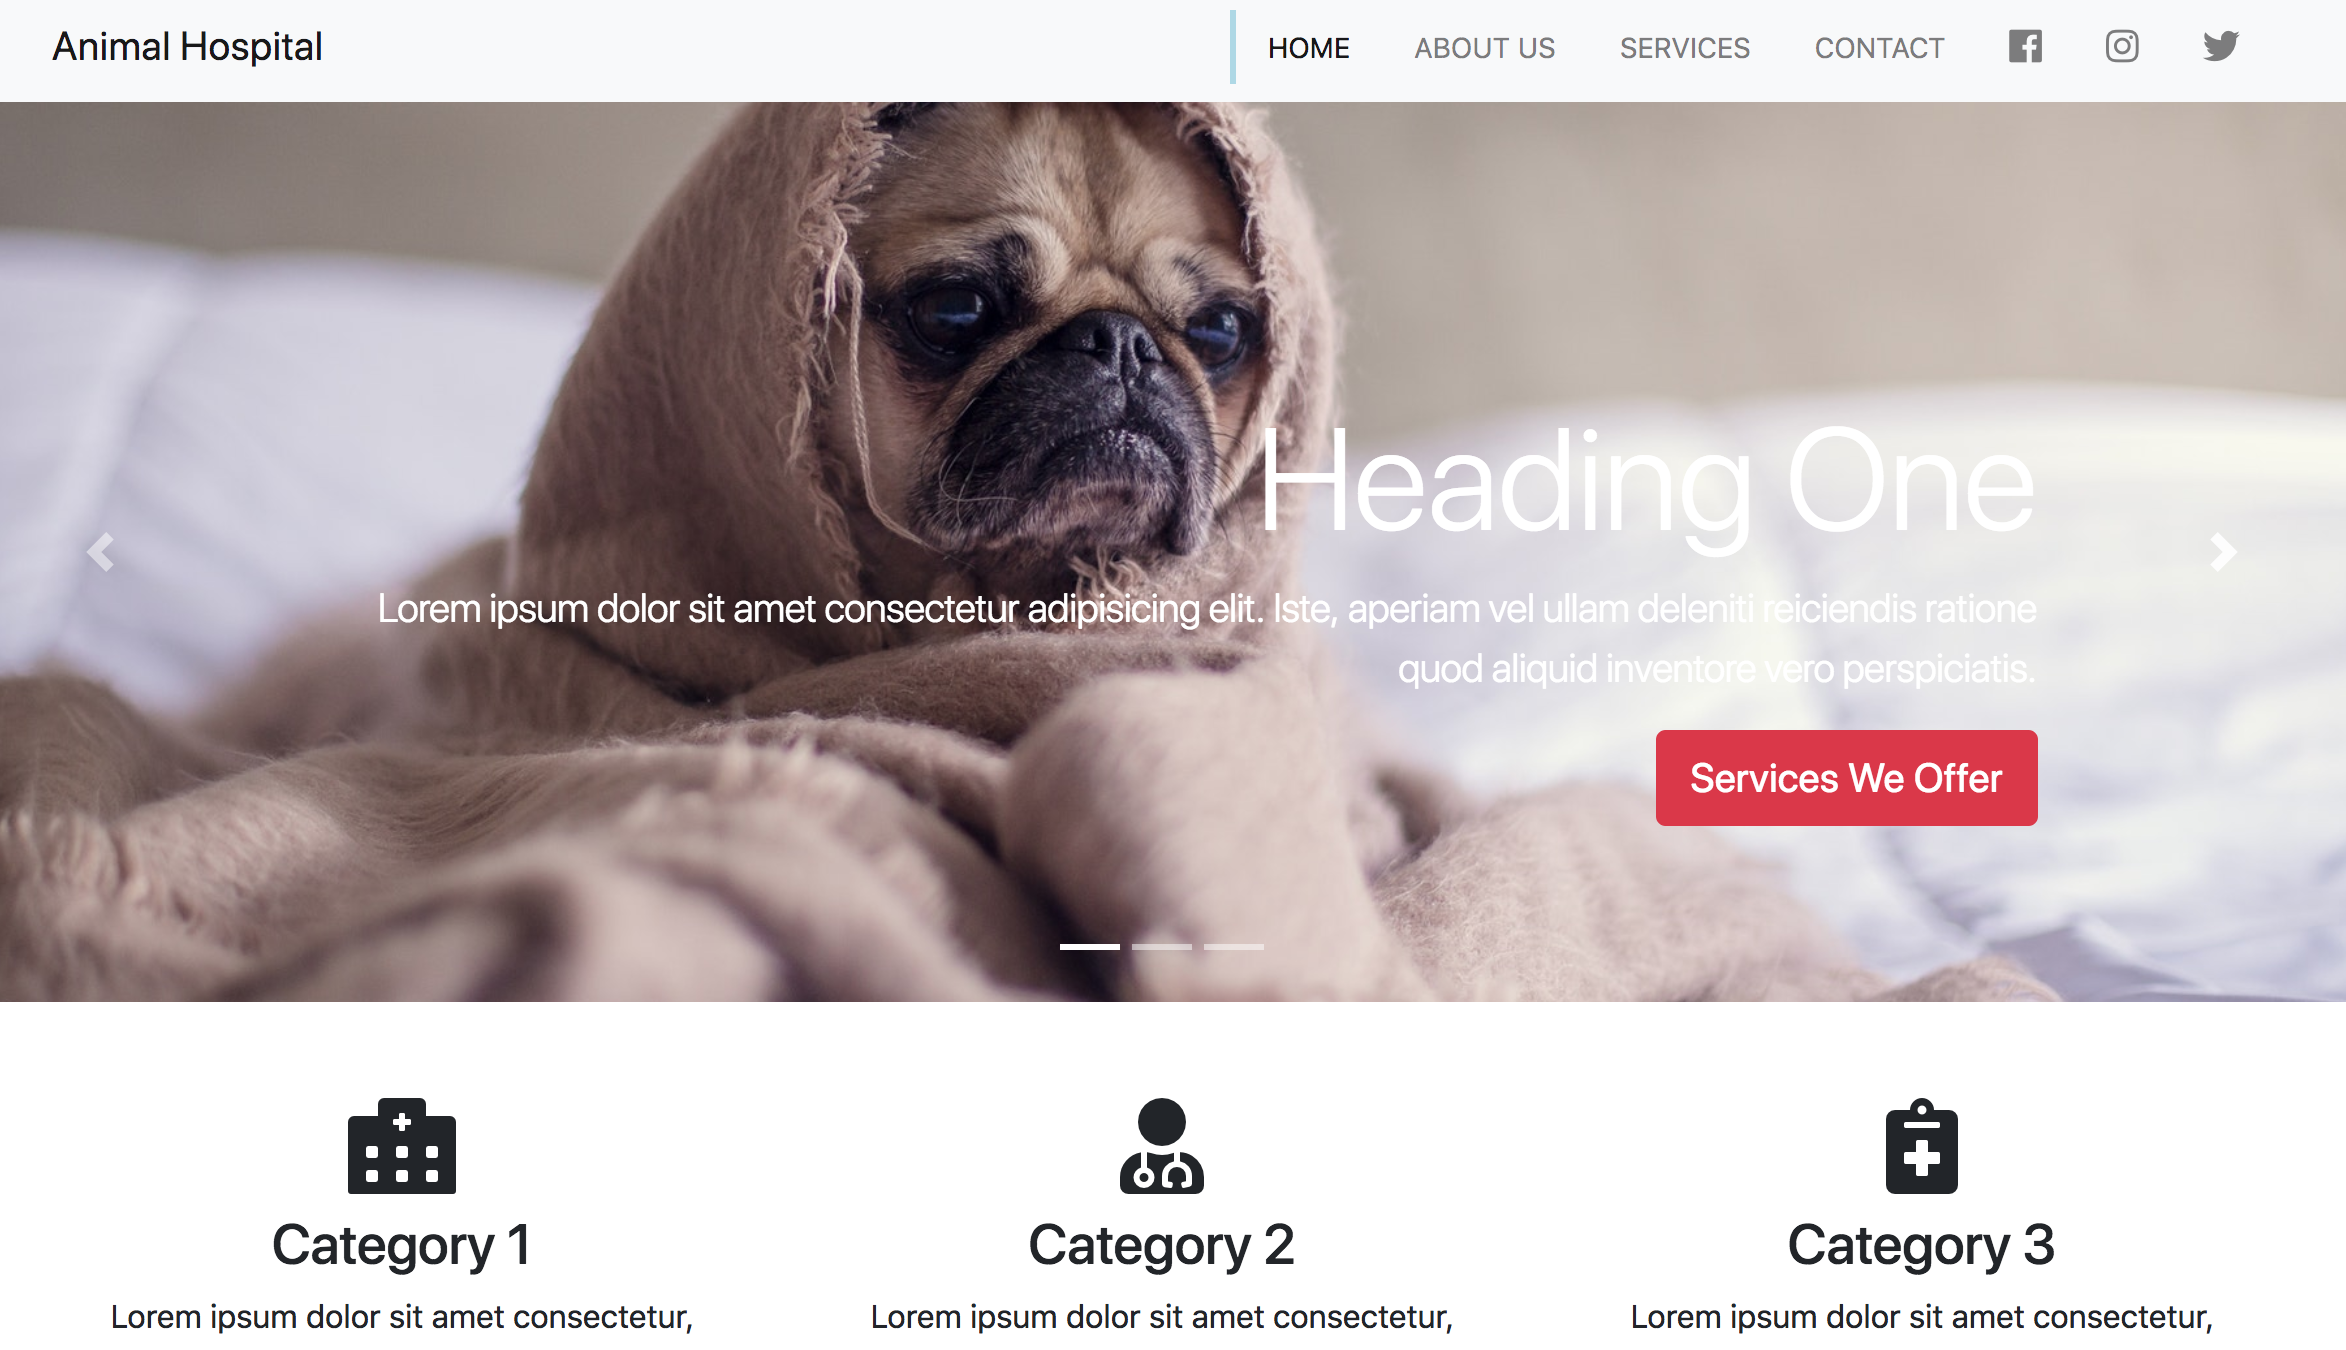 Animal Hospital
HOME ABOUT US SERVICES CONTACT
Heading One
Lorem ipsum dolor sit amet consectetur adipisicing elit. Iste, aperiam vel ullam deleniti reiciendis ratione
quod aliquid inventore vero perspiciatis.
Services We Offer
Category 1
Lorem ipsum dolor sit amet consectetur,
Category 2
Lorem ipsum dolor sit amet consectetur,
Category 3
Lorem ipsum dolor sit amet consectetur,